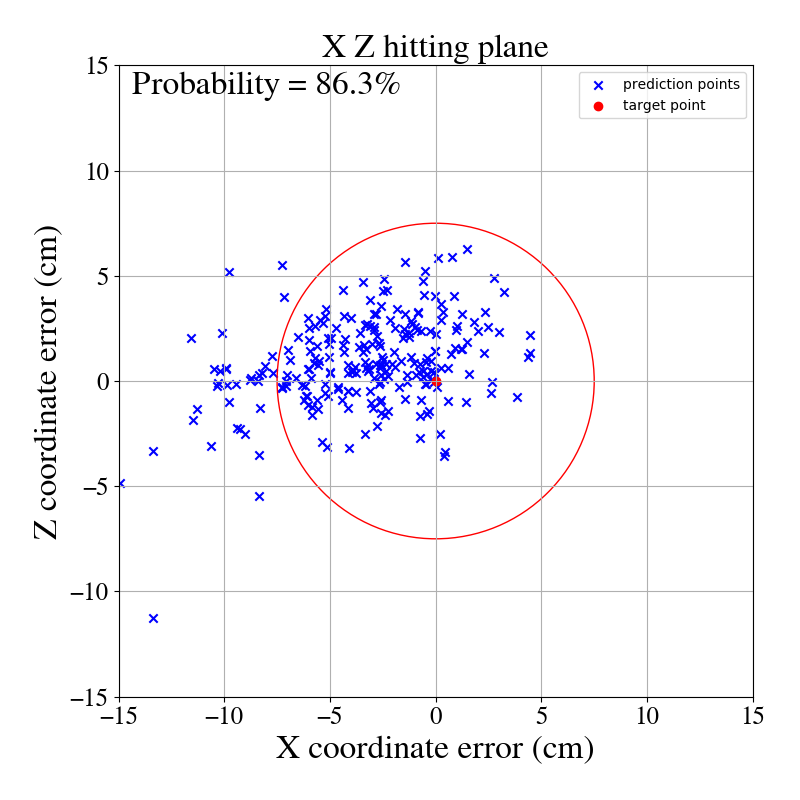 X Z hitting plane
Probability = 86.3%
prediction points
target point
15
10
5
0
−5
−10
−15
Z coordinate error (cm)
−15 −10 −5 0 5 10 15
X coordinate error (cm)